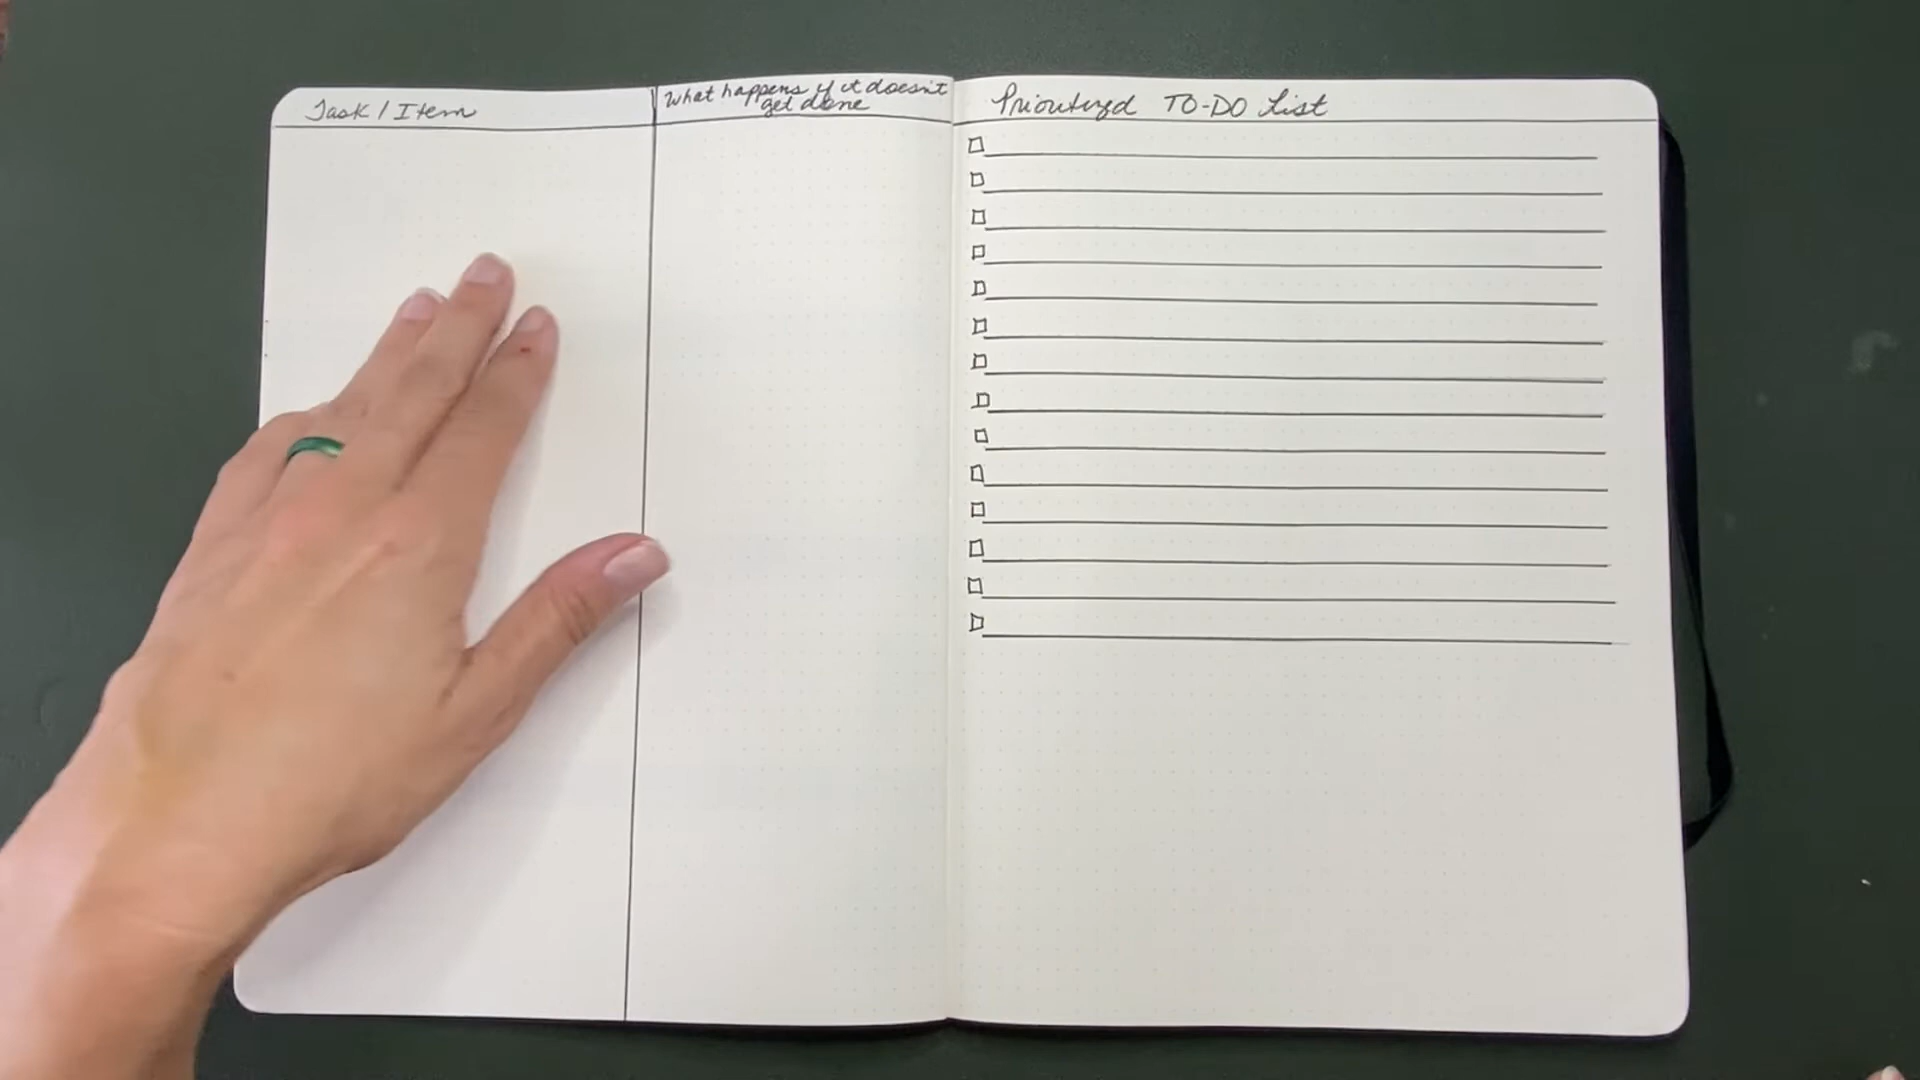 Task / Item
What happens if it doesn't
get done
Prioritized TO-DO List